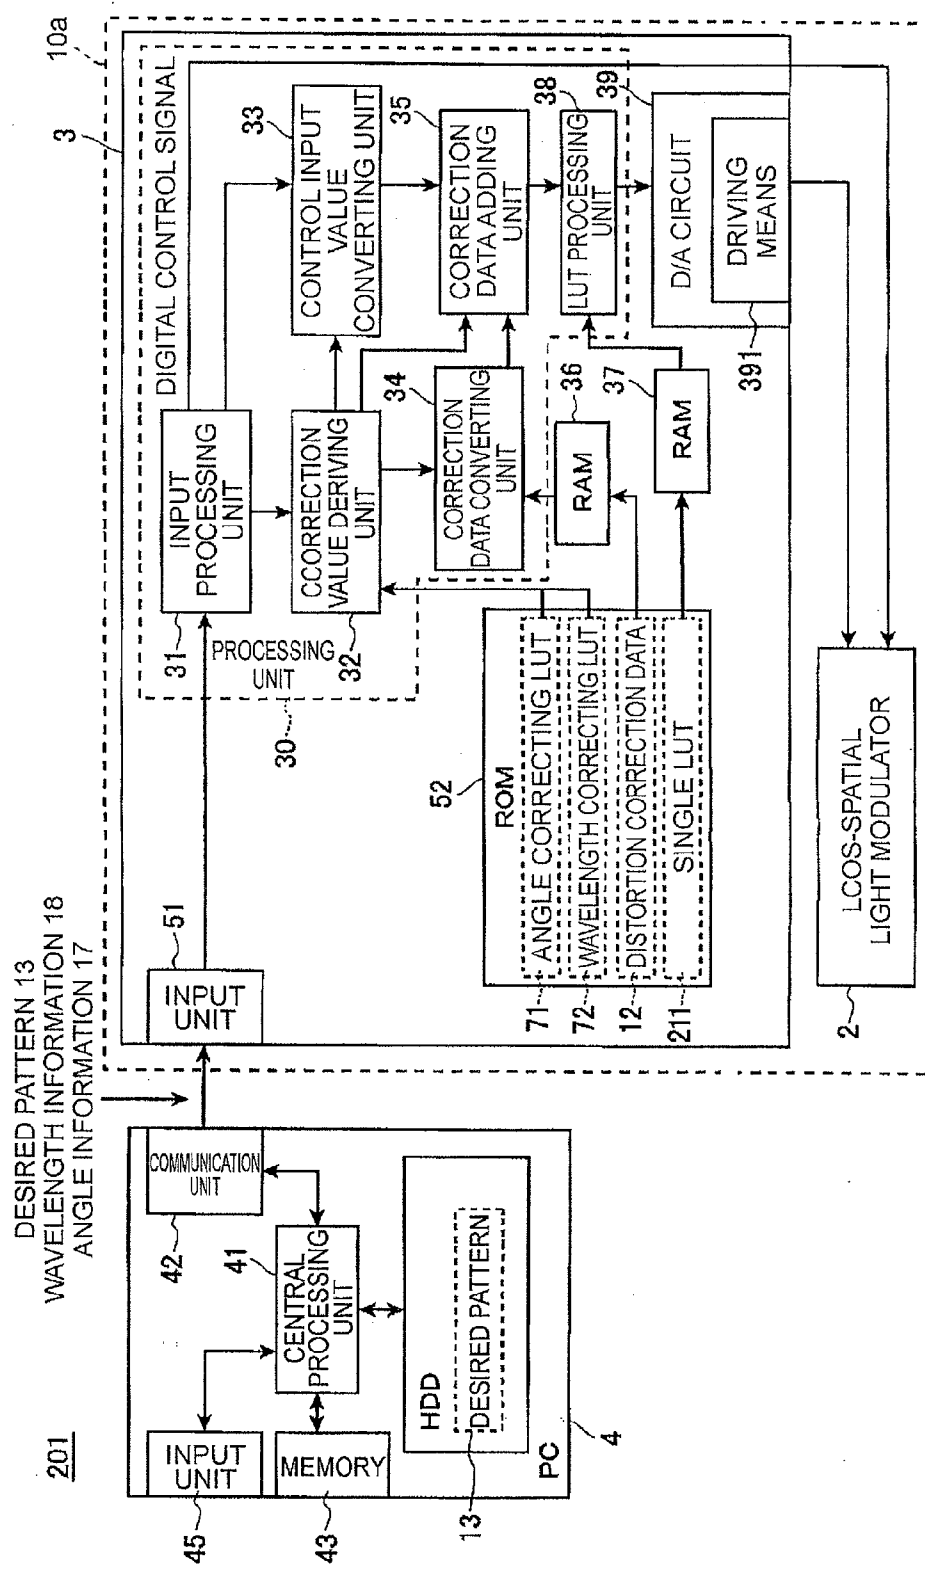 201
DESIRED PATTERN 13
WAVELENGTH INFORMATION 18
ANGLE INFORMATION 17
45
INPUT
UNIT
43
MEMORY
41
CENTRAL
PROCESSING
UNIT
42
COMMUNICATION
UNIT
HDD
DESIRED PATTERN
13
PC
4
10a
3
51
INPUT
UNIT
DIGITAL CONTROL SIGNAL
31
INPUT
PROCESSING
UNIT
PROCESSING
UNIT
30
32
CCORRECTION
VALUE DERIVING
UNIT
33
CONTROL INPUT
VALUE
CONVERTING UNIT
34
CORRECTION
DATA CONVERTING
UNIT
35
CORRECTION
DATA ADDING
UNIT
36
RAM
37
RAM
38
LUT PROCESSING
UNIT
39
D/A CIRCUIT
DRIVING
MEANS
391
52
ROM
71
ANGLE CORRECTING LUT
72
WAVELENGTH CORRECTING LUT
12
DISTORTION CORRECTION DATA
211
SINGLE LUT
2
LCOS-SPATIAL
LIGHT MODULATOR